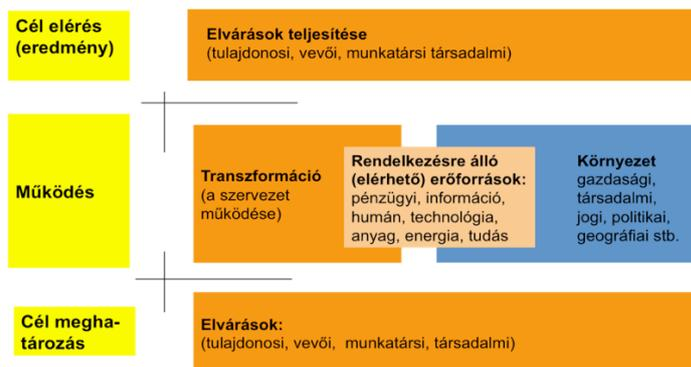 Cél elérés
(eredmény)
Elvárások teljesítése
(tulajdonosi, vevői, munkatársi társadalmi)
Működés
Transzformáció
(a szervezet
működése)
Rendelkezésre álló
(elérhető) erőforrások:
pénzügyi, információ,
humán, technológia,
anyag, energia, tudás
Környezet
gazdasági,
társadalmi,
jogi, politikai,
geográfiai stb.
Cél megha-
tározás
Elvárások:
(tulajdonosi, vevői, munkatársi, társadalmi)